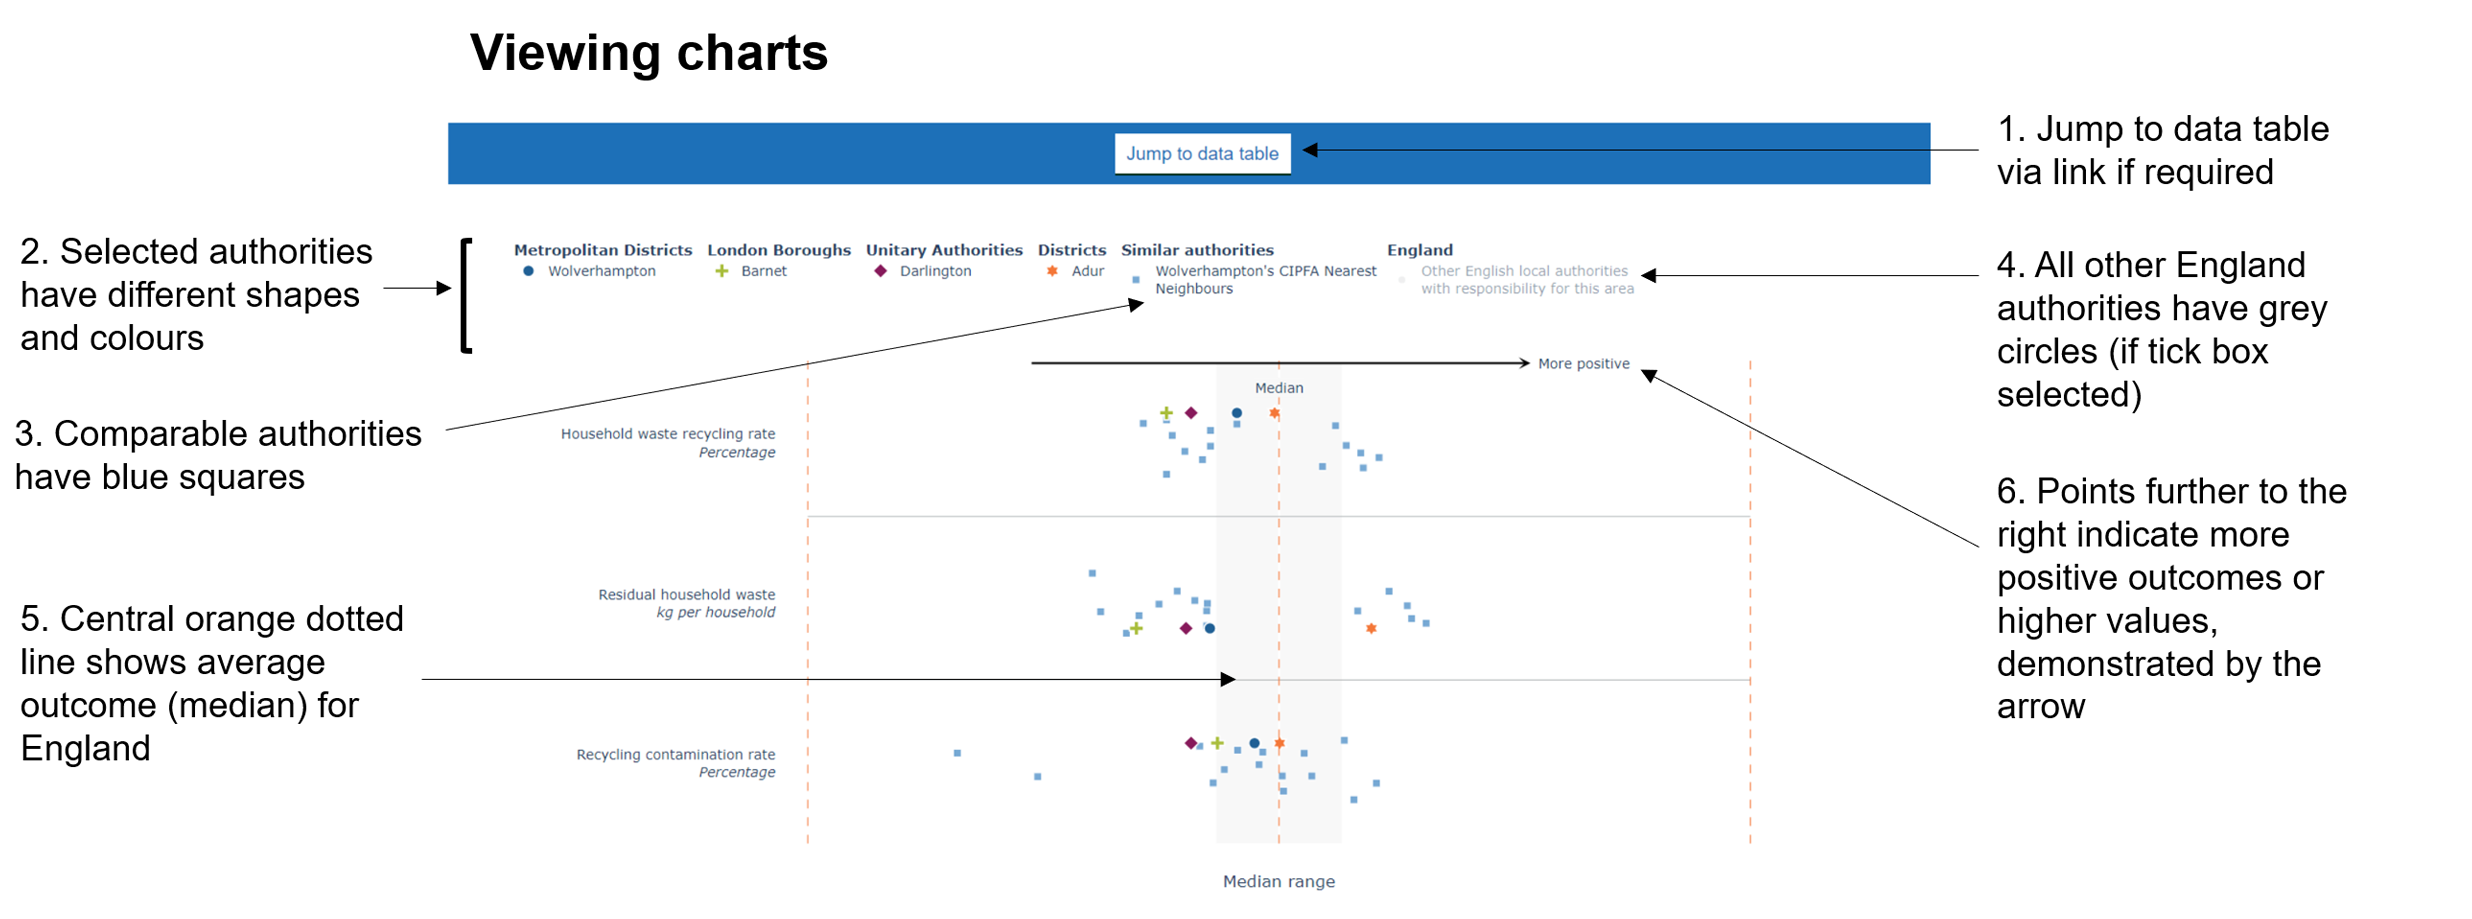 Viewing charts
Jump to data table
1. Jump to data table
via link if required
2. Selected authorities
have different shapes
and colours
Metropolitan Districts
Wolverhampton
London Boroughs
Barnet
Unitary Authorities
Darlington
Districts
Adur
Similar authorities
Wolverhampton's CIPFA Nearest
Neighbours
England
Other English local authorities
with responsibility for this area
4. All other England
authorities have grey
circles (if tick box
selected)
3. Comparable authorities
have blue squares
More positive
Median
Household waste recycling rate
Percentage
6. Points further to the
right indicate more
positive outcomes or
higher values,
demonstrated by the
arrow
Residual household waste
kg per household
5. Central orange dotted
line shows average
outcome (median) for
England
Recycling contamination rate
Percentage
Median range